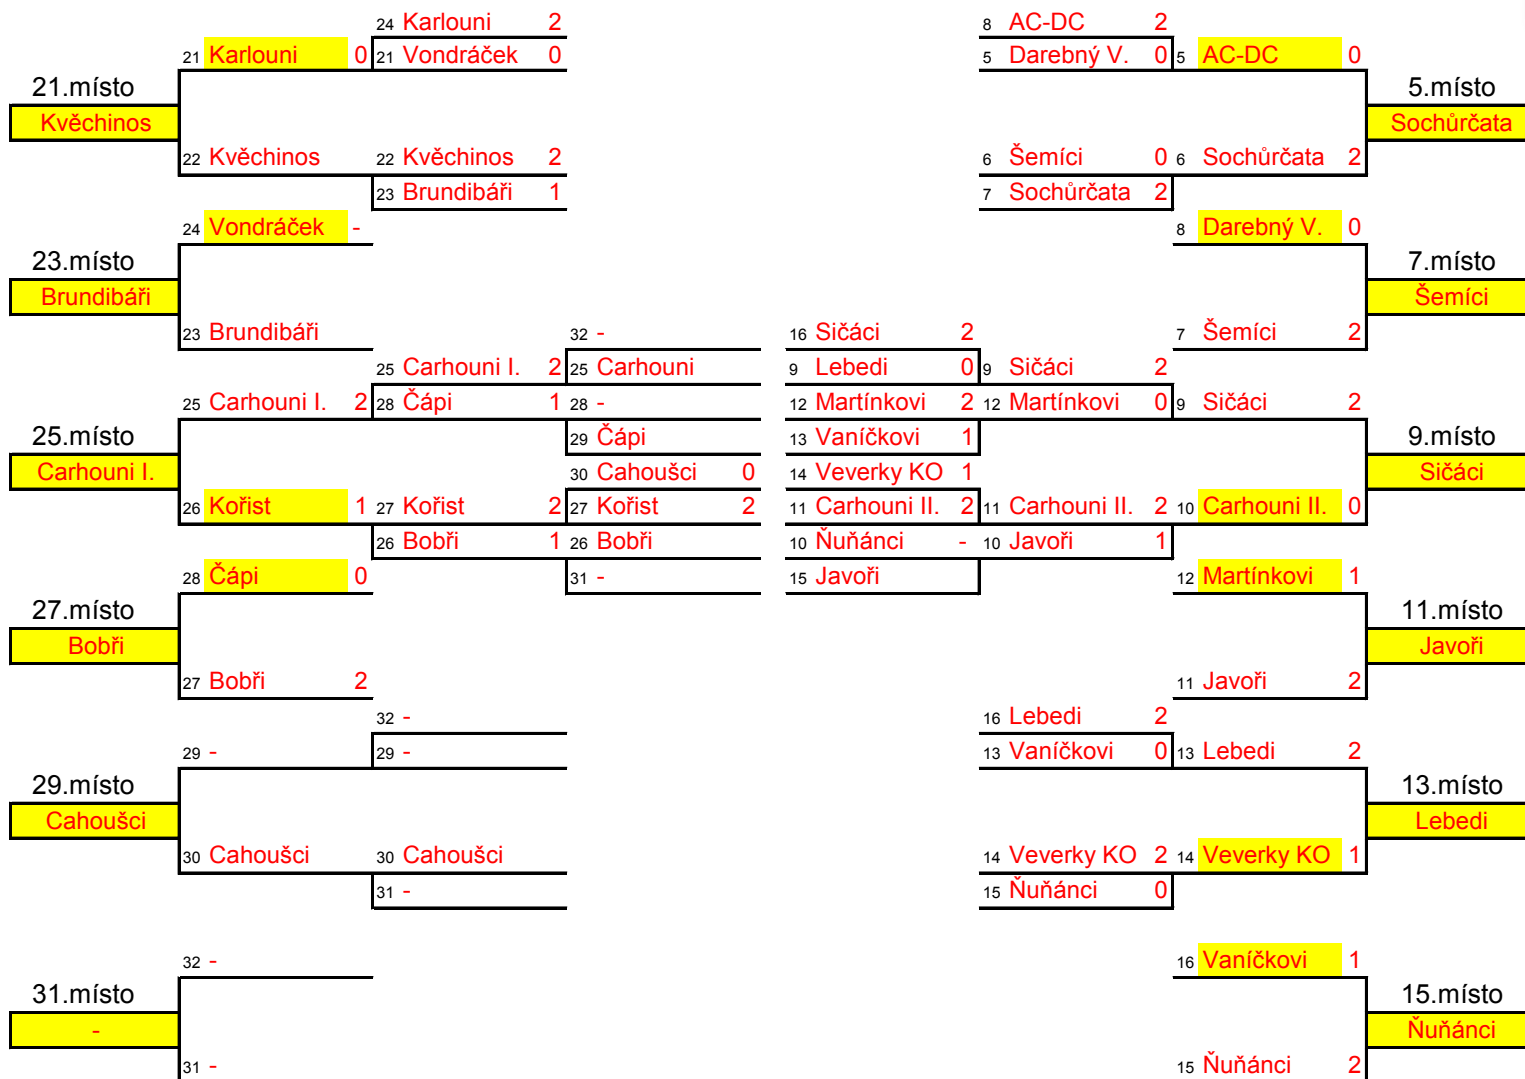 24 Karlouni 2 8 AC-DC 2
21 Karlouni 0 21 Vondráček 0 5 Darebný V. 0 5 AC-DC 0
21.místo 5.místo
Kvěchinos Sochůrčata
22 Kvěchinos 22 Kvěchinos 2 6 Šemíci 0 6 Sochůrčata 2
23 Brundibáři 1 7 Sochůrčata 2
24 Vondráček - 8 Darebný V. 0
23.místo 7.místo
Brundibáři Šemíci
23 Brundibáři 32 - 16 Sičáci 2 7 Šemíci 2
25 Carhouni I. 2 25 Carhouni 9 Lebedi 0 9 Sičáci 2
25 Carhouni I. 2 28 Čápi 1 28 - 12 Martínkovi 2 12 Martínkovi 0 9 Sičáci 2
25.místo 29 Čápi 13 Vaníčkovi 1 9.místo
Carhouni I. 30 Cahoušci 0 14 Veverky KO 1 Sičáci
26 Kořist 1 27 Kořist 2 27 Kořist 2 11 Carhouni II. 2 11 Carhouni II. 2 10 Carhouni II. 0
26 Bobři 1 26 Bobři 10 Ňuňánci - 10 Javoři 1
28 Čápi 0 31 - 15 Javoři 12 Martínkovi 1
27.místo 11.místo
Bobři Javoři
27 Bobři 2 11 Javoři 2
32 - 16 Lebedi 2
29 - 29 - 13 Vaníčkovi 0 13 Lebedi 2
29.místo 13.místo
Cahoušci Lebedi
30 Cahoušci 30 Cahoušci 14 Veverky KO 2 14 Veverky KO 1
31 - 15 Ňuňánci 0
32 - 16 Vaníčkovi 1
31.místo 15.místo
- Ňuňánci
31 - 15 Ňuňánci 2